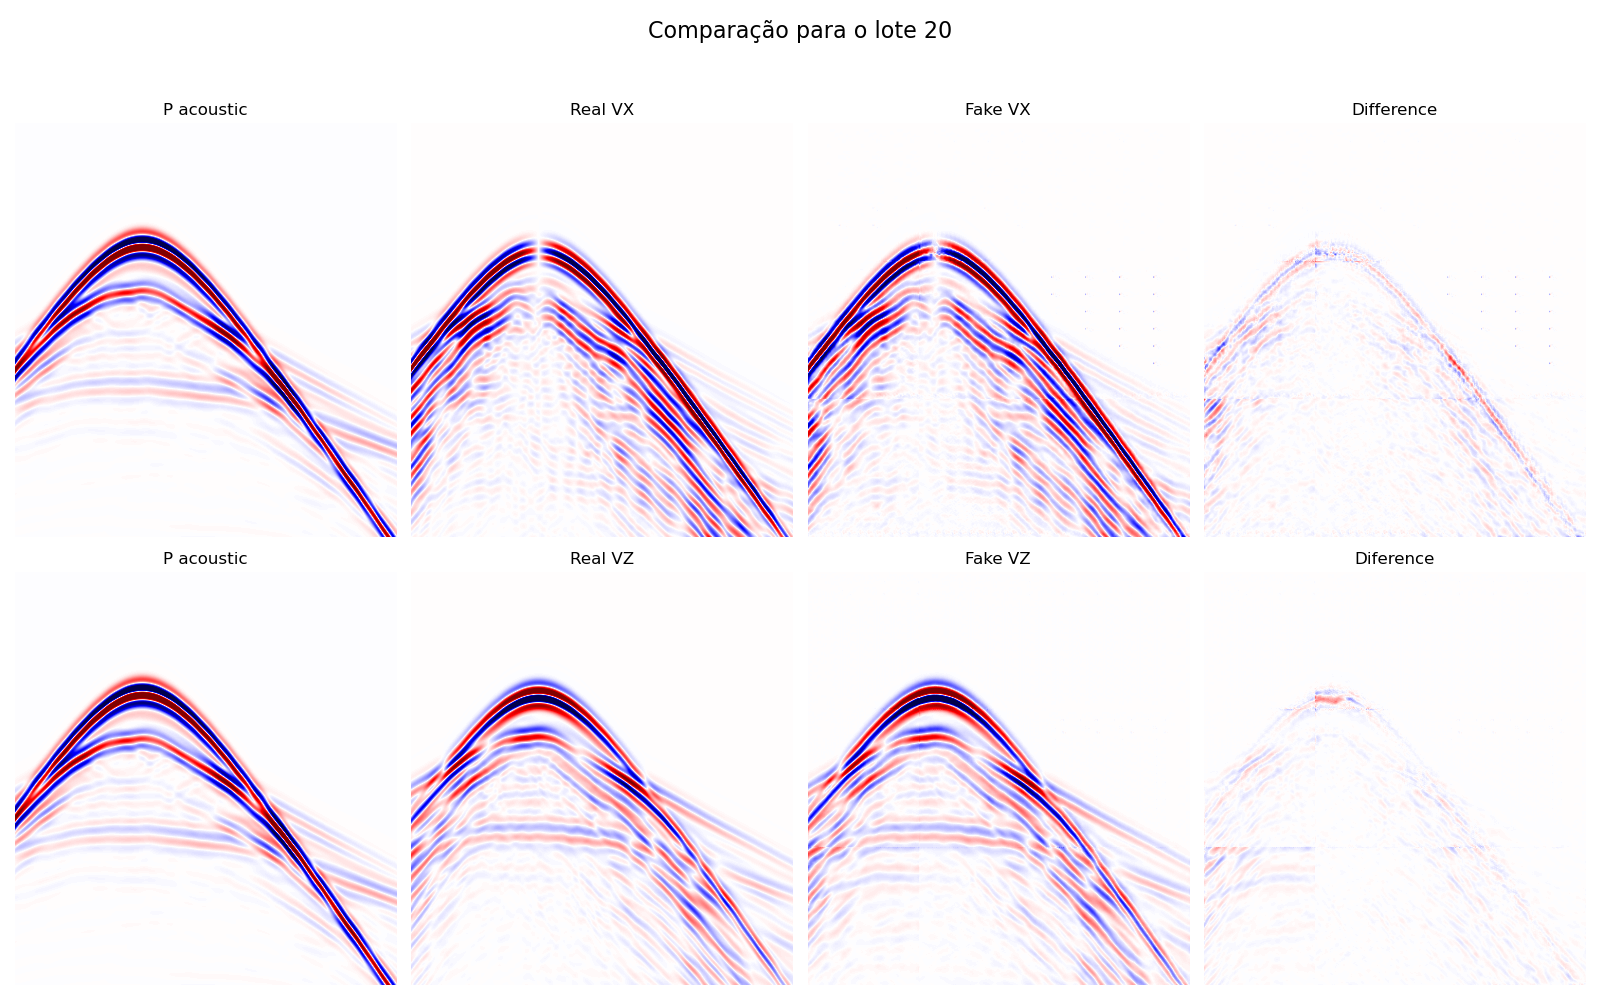 Comparação para o lote 20
P acoustic
Real VX
Fake VX
Difference
P acoustic
Real VZ
Fake VZ
Diference